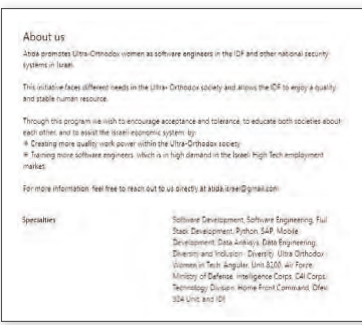 About us
Atida promotes Ultra-Orthodox women as software engineers in the IDF and other national security
systems in Israel.
This initiative faces different needs in the Ultra- Orthodox society and allows the IDF to enjoy a quality
and stable human resource.
Through this program we wish to encourage acceptance and tolerance, to educate both societies about
each other, and to assist the Israeli economic system by:
※ Creating more quality work power within the Ultra-Orthodox society
※ Training more software engineers, which is in high demand in the Israeli High Tech employment
market.
For more information feel free to reach out to us directly at atida.israel@gmail.com
Specialties
Software Development, Software Engineering, Full
Stack Development, Python, SAP, Mobile
Development, Data Analysis, Data Engineering,
Diversity and Inclusion, Diversity, Ultra Orthodox
Women in Tech, Angular, Unit 8200, Air Force,
Ministry of Defense, Intelligence Corps, C4I Corps,
Technology Division, Home Front Command, Ofek
324 Unit, and IDF